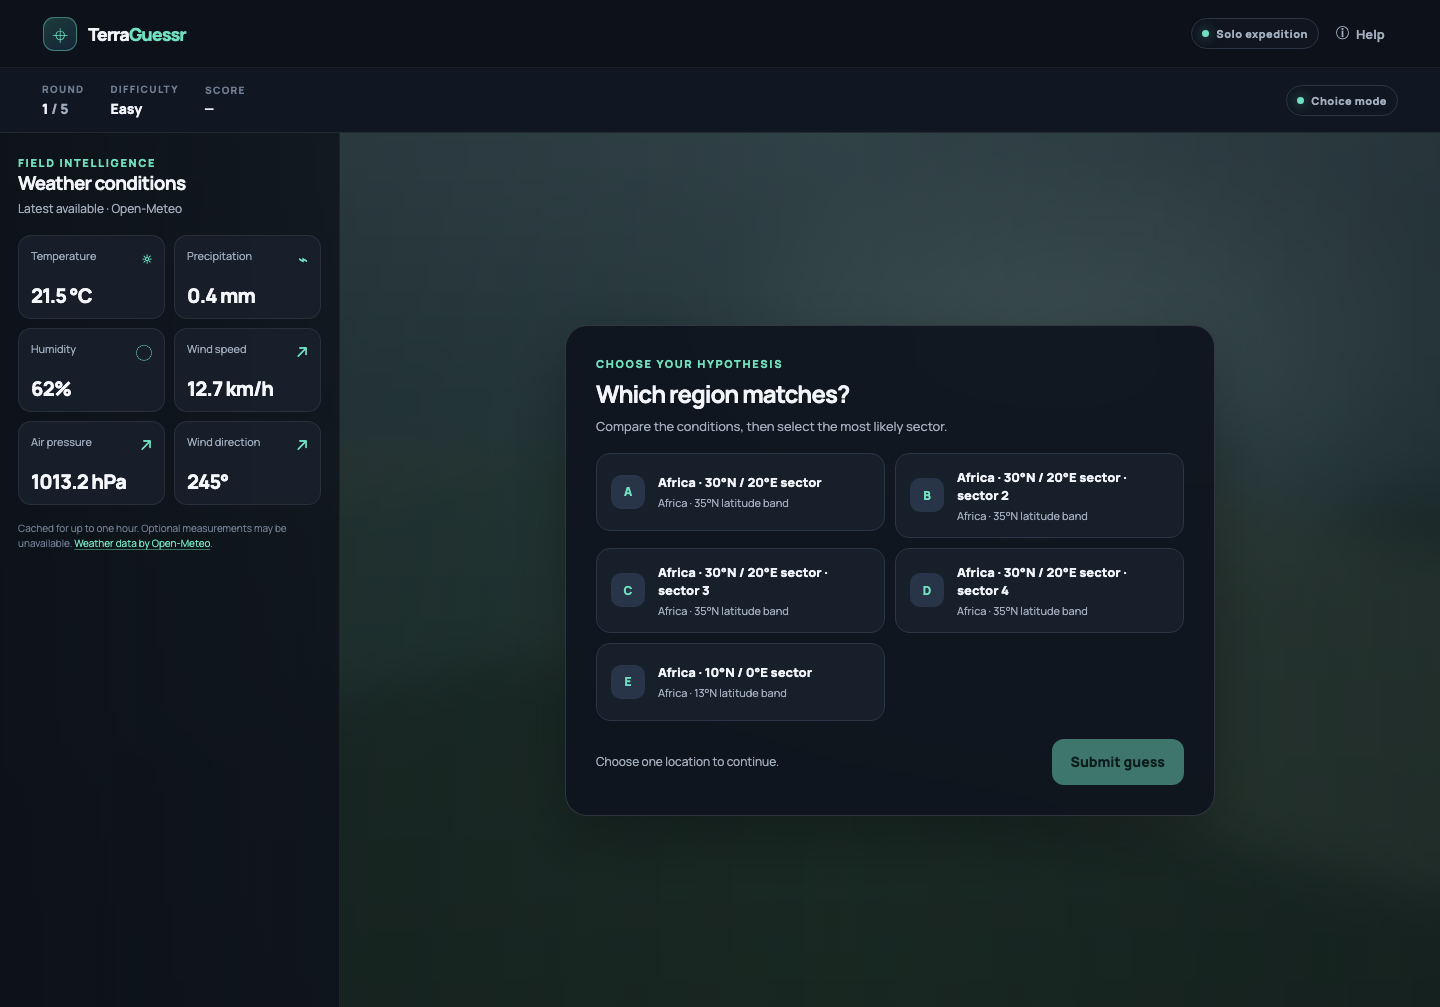 TerraGuessr
Solo expedition
Help
ROUND
1 / 5
DIFFICULTY
Easy
SCORE
—
Choice mode
FIELD INTELLIGENCE
Weather conditions
Latest available · Open-Meteo
Temperature
21.5 °C
Precipitation
0.4 mm
Humidity
62%
Wind speed
12.7 km/h
Air pressure
1013.2 hPa
Wind direction
245°
Cached for up to one hour. Optional measurements may be
unavailable. Weather data by Open-Meteo.
CHOOSE YOUR HYPOTHESIS
Which region matches?
Compare the conditions, then select the most likely sector.
A
Africa · 30°N / 20°E sector
Africa · 35°N latitude band
B
Africa · 30°N / 20°E sector ·
sector 2
Africa · 35°N latitude band
C
Africa · 30°N / 20°E sector ·
sector 3
Africa · 35°N latitude band
D
Africa · 30°N / 20°E sector ·
sector 4
Africa · 35°N latitude band
E
Africa · 10°N / 0°E sector
Africa · 13°N latitude band
Choose one location to continue.
Submit guess